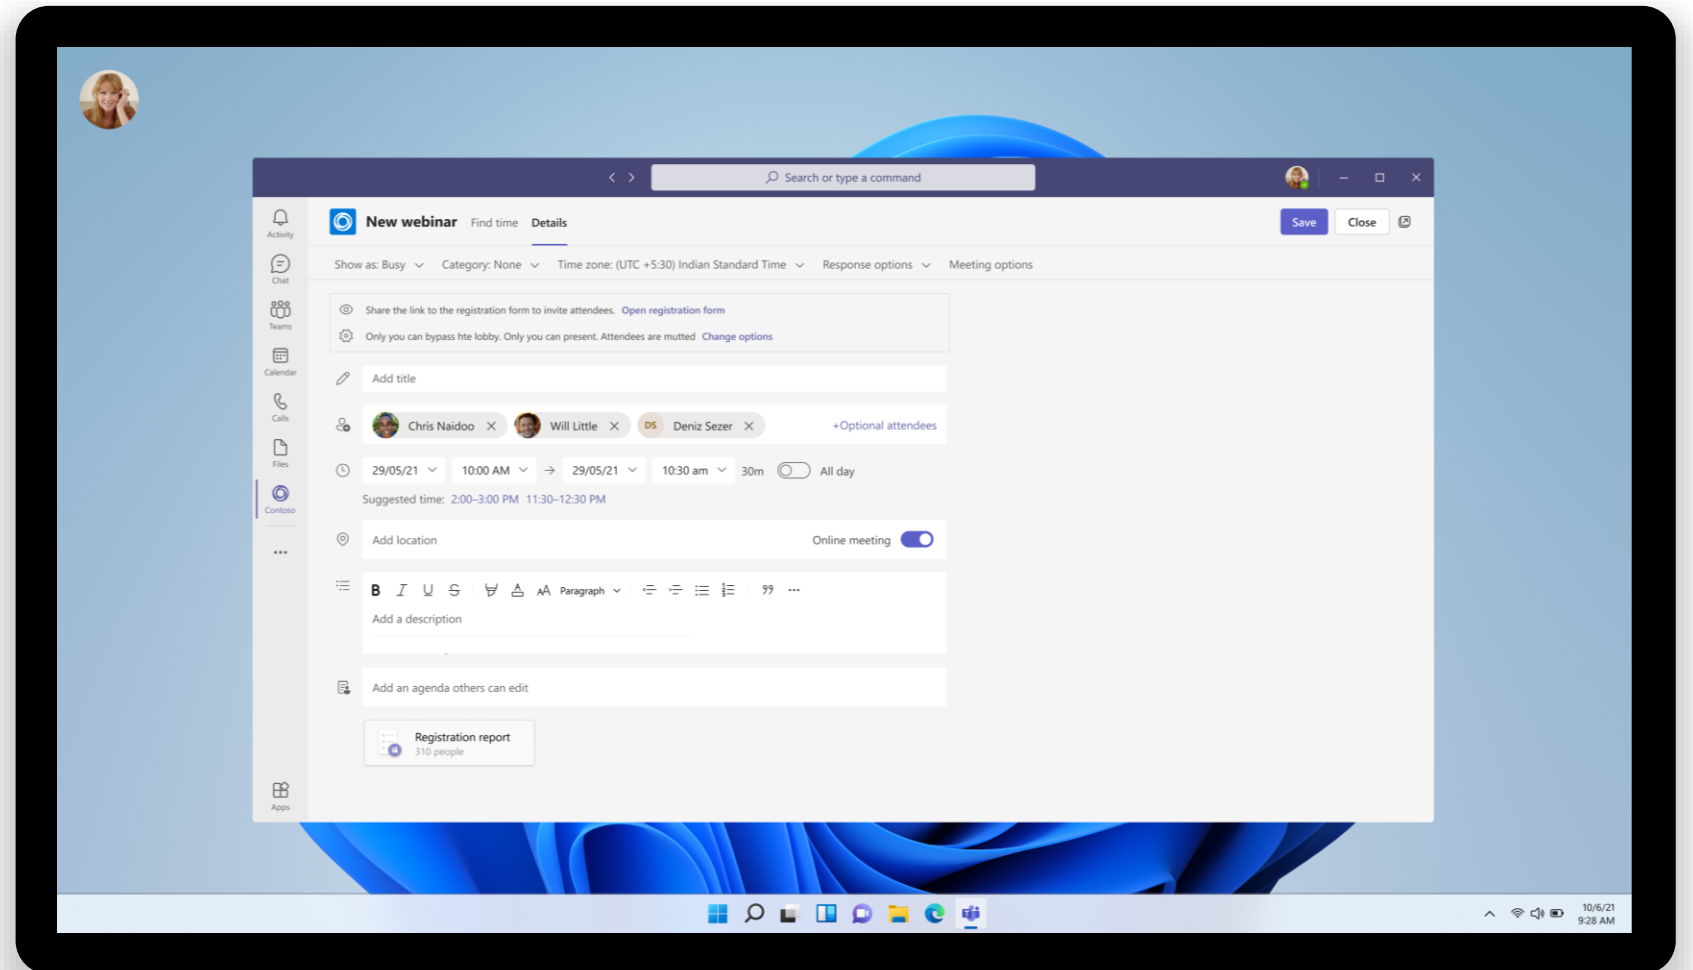 Search or type a command
Activity
New webinar Find time Details Save Close
Chat
Show as: Busy Category: None Time zone: (UTC +5:30) Indian Standard Time Response options Meeting options
Teams
Share the link to the registration form to invite attendees. Open registration form
Only you can bypass hte lobby. Only you can present. Attendees are mutted Change options
Calendar
Add title
Calls
Chris Naidoo Will Little DS Deniz Sezer +Optional attendees
Files
29/05/21 10:00 AM → 29/05/21 10:30 am 30m All day
Contoso
Suggested time: 2:00–3:00 PM 11:30–12:30 PM
Add location Online meeting
B I U S A AA Paragraph
Add a description
Add an agenda others can edit
Registration report
310 people
Apps
10/6/21
9:28 AM